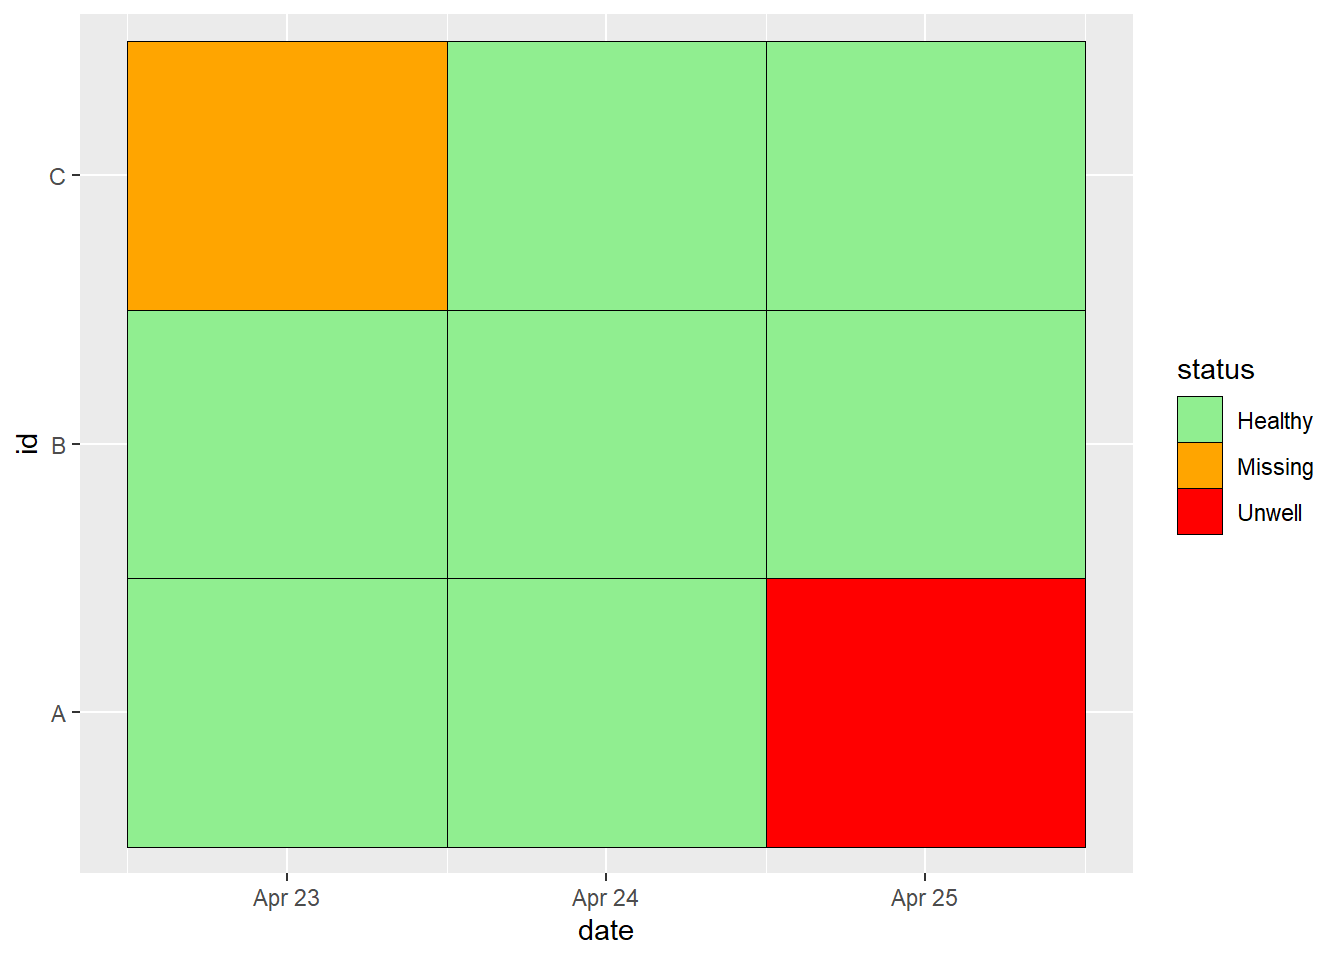 C
B
A
id
Apr 23
Apr 24
Apr 25
date
status
Healthy
Missing
Unwell